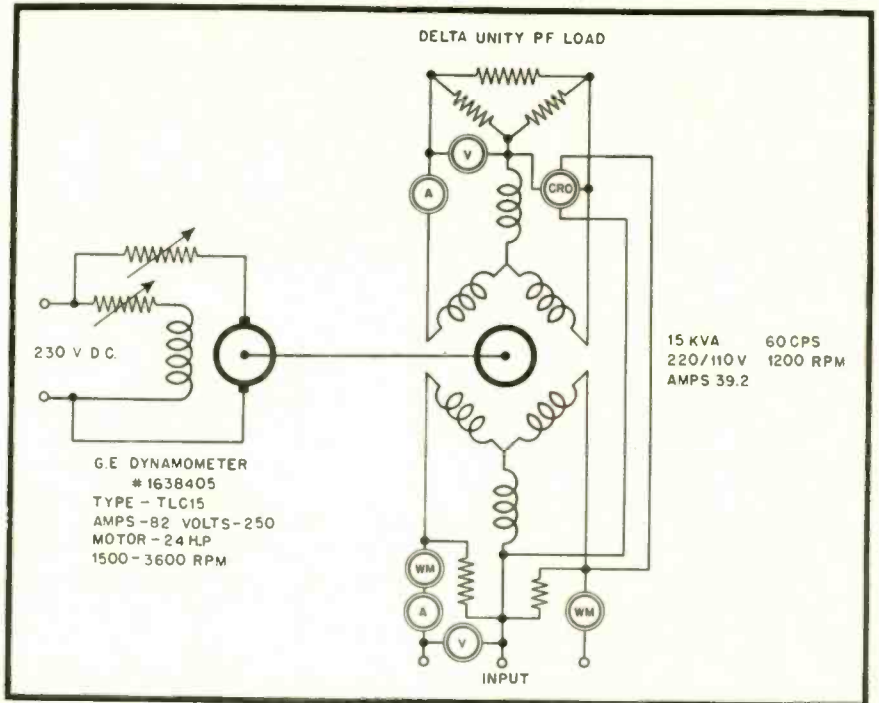 DELTA UNITY PF LOAD
V
A
CRO
230 V D.C.
15 KVA 60 CPS
220/110 V 1200 RPM
AMPS 39.2
G.E DYNAMOMETER
# 1638405
TYPE - TLC15
AMPS -82 VOLTS-250
MOTOR - 24 H.P
1500-3600 RPM
WM
A
WM
V
INPUT